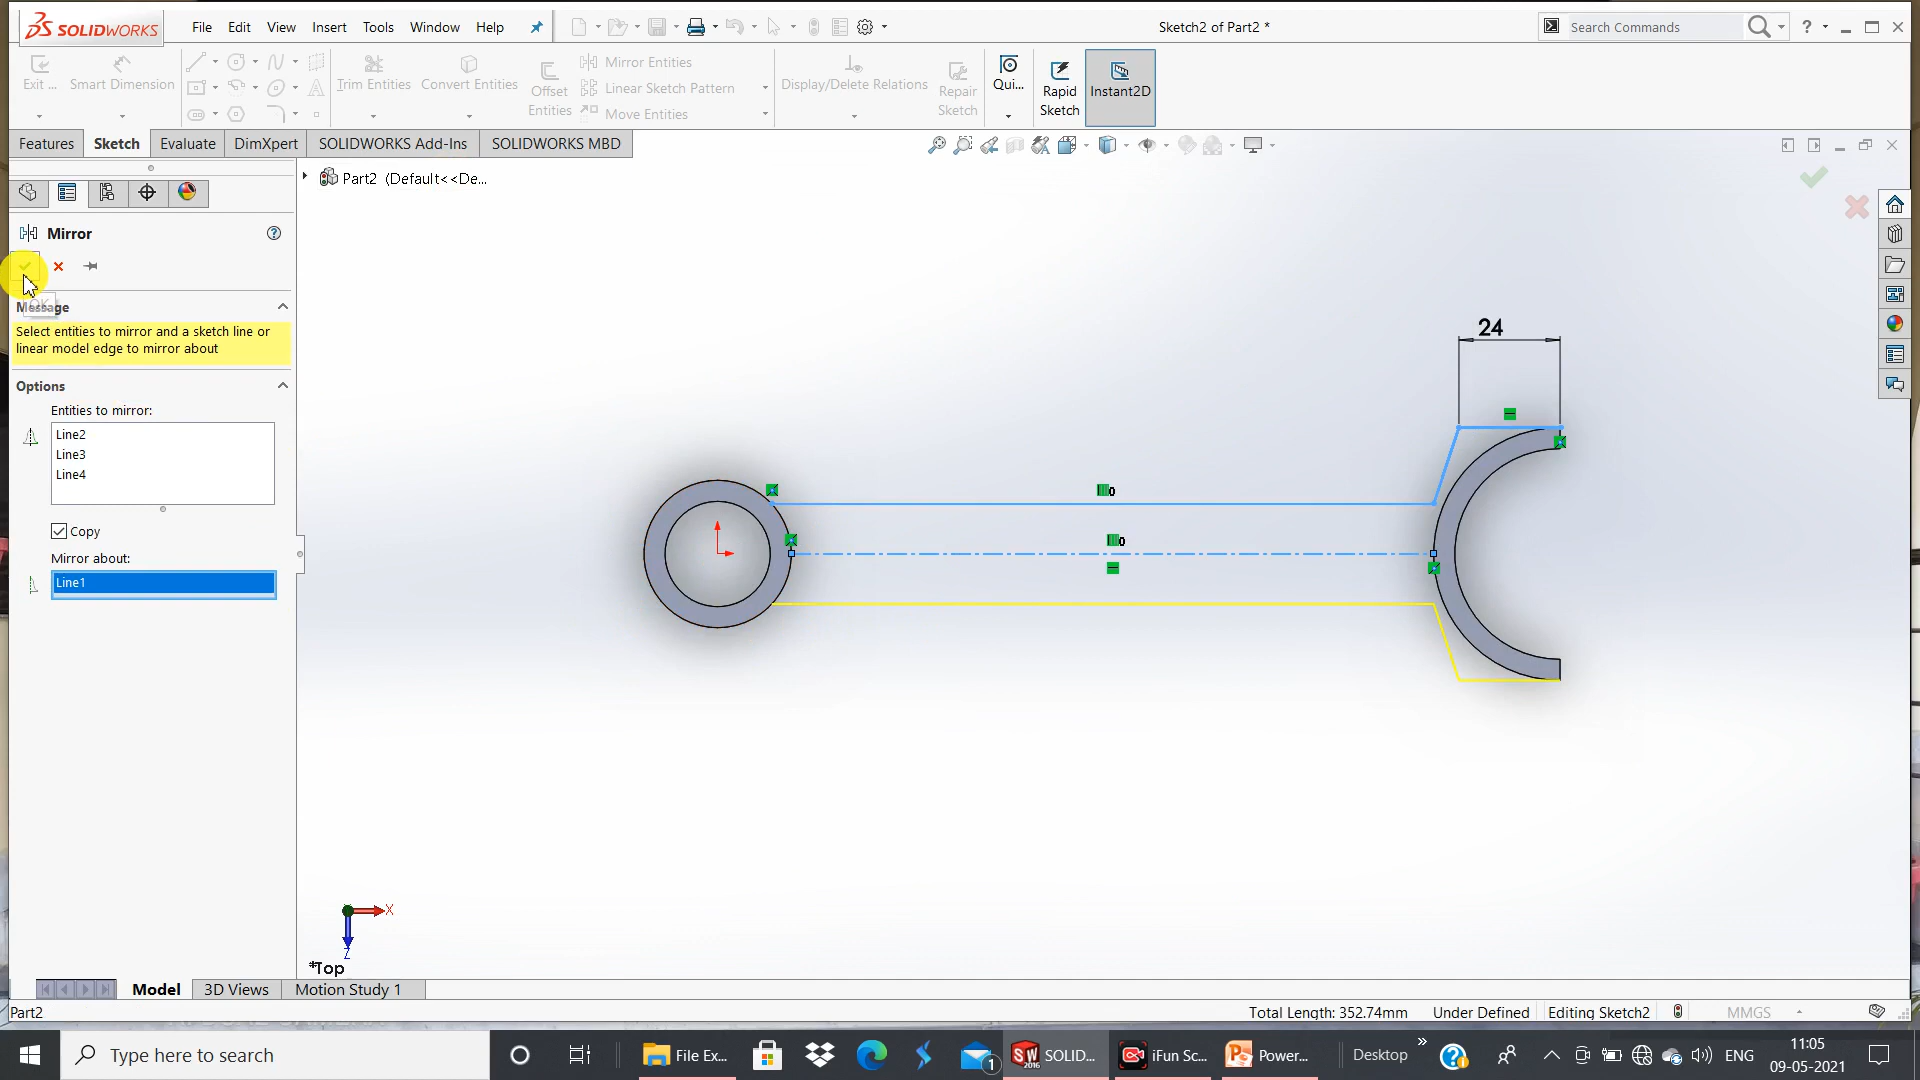 SOLIDWORKS
File Edit View Insert Tools Window Help
Sketch2 of Part2 *
Search Commands
Exit ...
Smart Dimension
Trim Entities
Convert Entities
Offset Entities
Mirror Entities
Linear Sketch Pattern
Move Entities
Display/Delete Relations
Repair Sketch
Qui...
Rapid Sketch
Instant2D
Features Sketch Evaluate DimXpert SOLIDWORKS Add-Ins SOLIDWORKS MBD
Part2 (Default<<De...
Mirror
Message
Select entities to mirror and a sketch line or
linear model edge to mirror about
Options
Entities to mirror:
Line2
Line3
Line4
Copy
Mirror about:
Line1
24
0
0
X
Z
*Top
Model 3D Views Motion Study 1
Part2
Total Length: 352.74mm Under Defined Editing Sketch2 MMGS
Type here to search
File Ex...
1
SW 2016 SOLID...
iFun Sc...
Power...
Desktop
ENG
11:05
09-05-2021